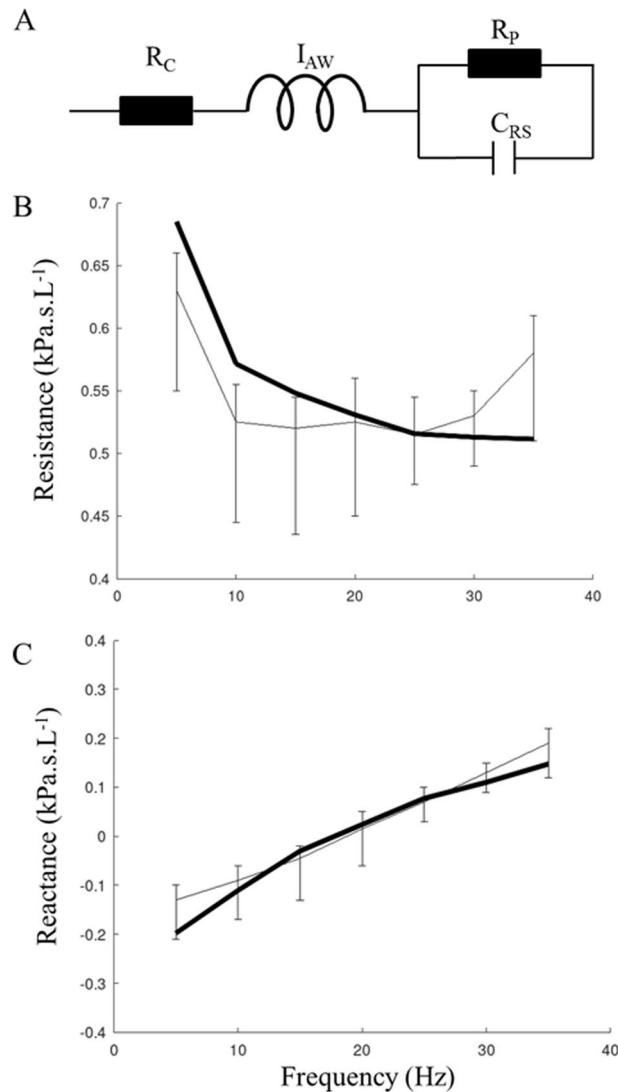 A
R_C
I_AW
R_P
C_RS
B
Resistance (kPa.s.L⁻¹)
0.7
0.65
0.6
0.55
0.5
0.45
0.4
0 10 20 30 40
C
Reactance (kPa.s.L⁻¹)
0.4
0.3
0.2
0.1
0
-0.1
-0.2
-0.3
-0.4
0 10 20 30 40
Frequency (Hz)